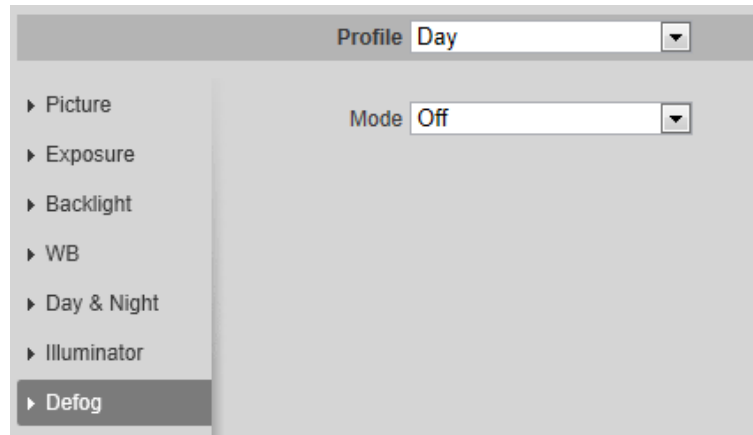 Profile Day
Mode Off
Picture
Exposure
Backlight
WB
Day & Night
Illuminator
Defog